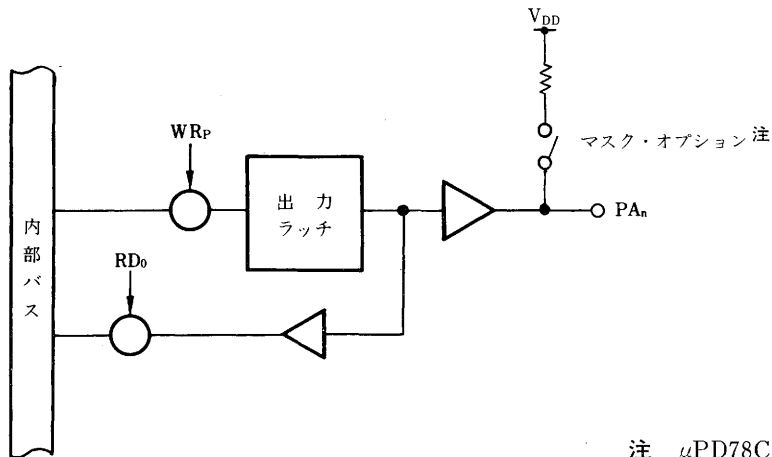 VDD
マスク・オプション注
WRP
出力
ラッチ
PAn
内部バス
RD0
注 μPD78C